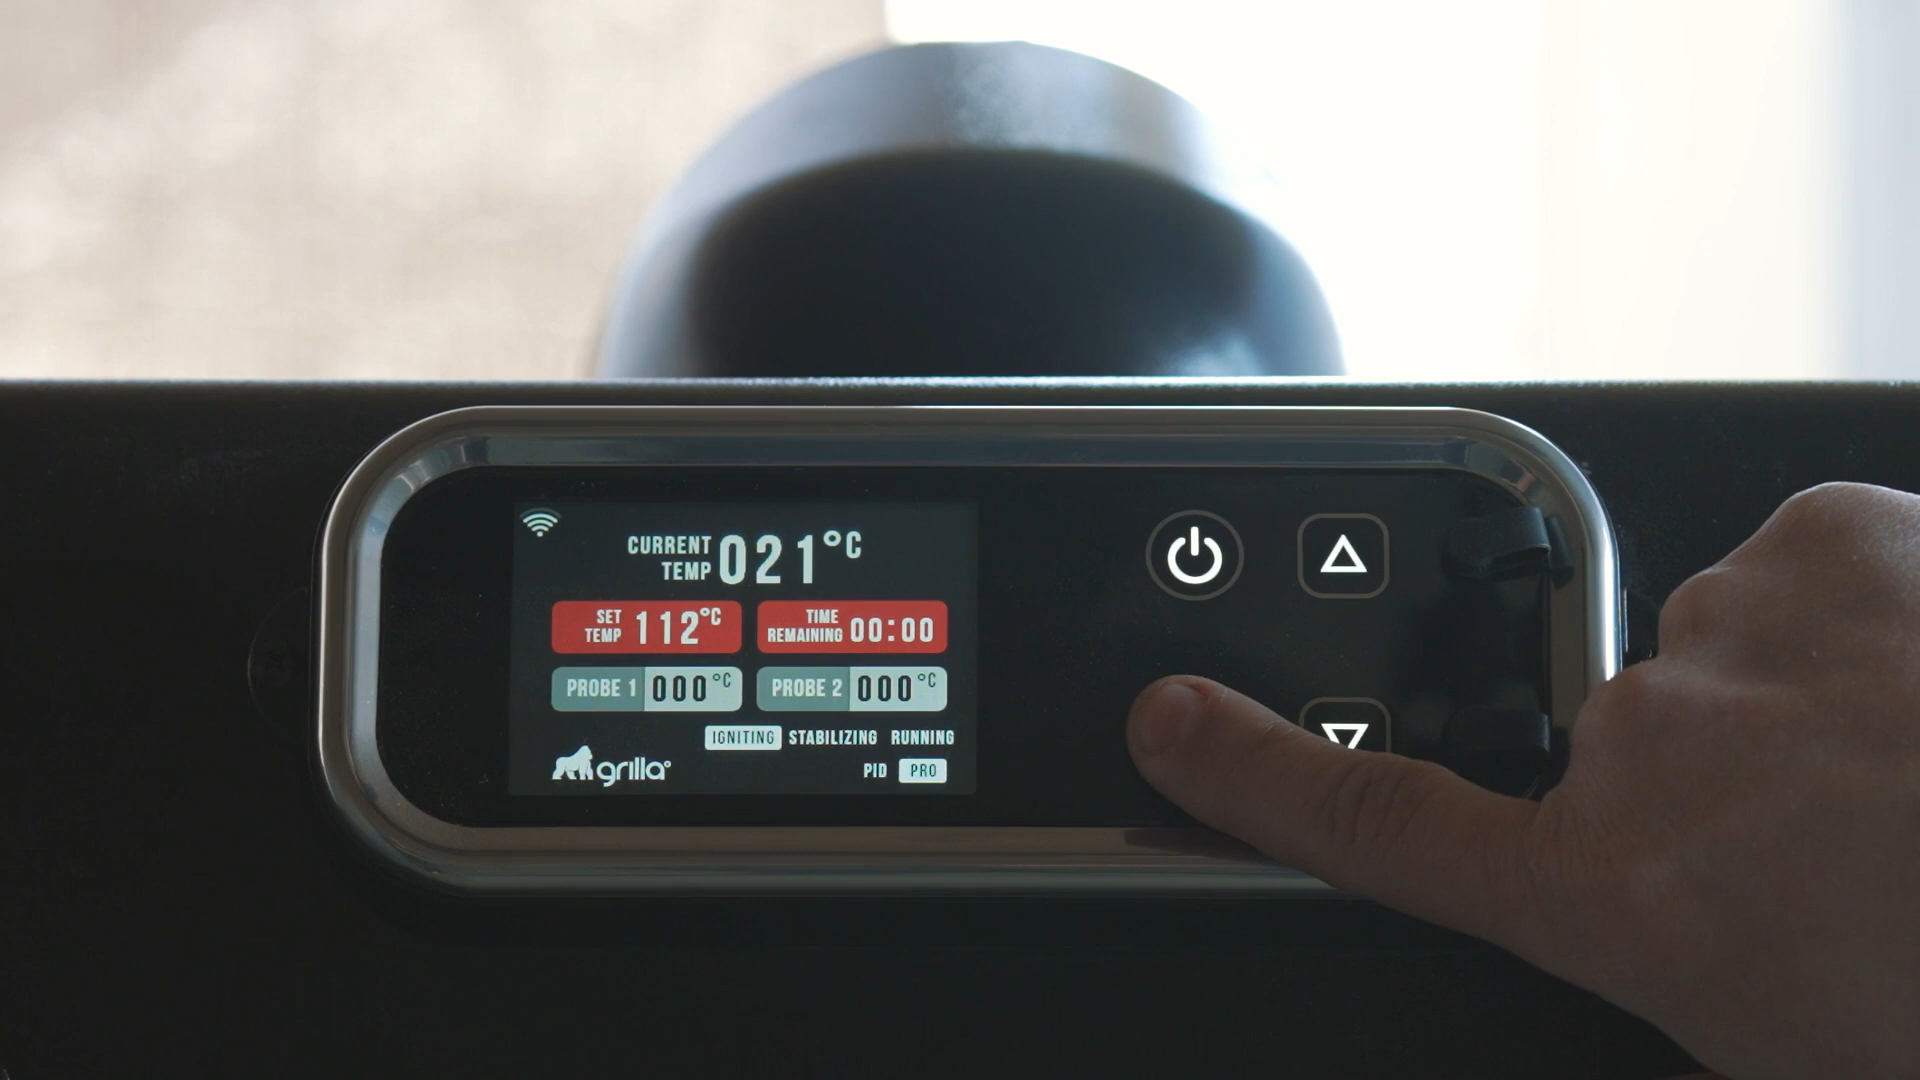 CURRENT TEMP 021°C
SET TEMP 112°C
TIME REMAINING 00:00
PROBE 1 000°C
PROBE 2 000°C
IGNITING STABILIZING RUNNING
grilla
PID PRO